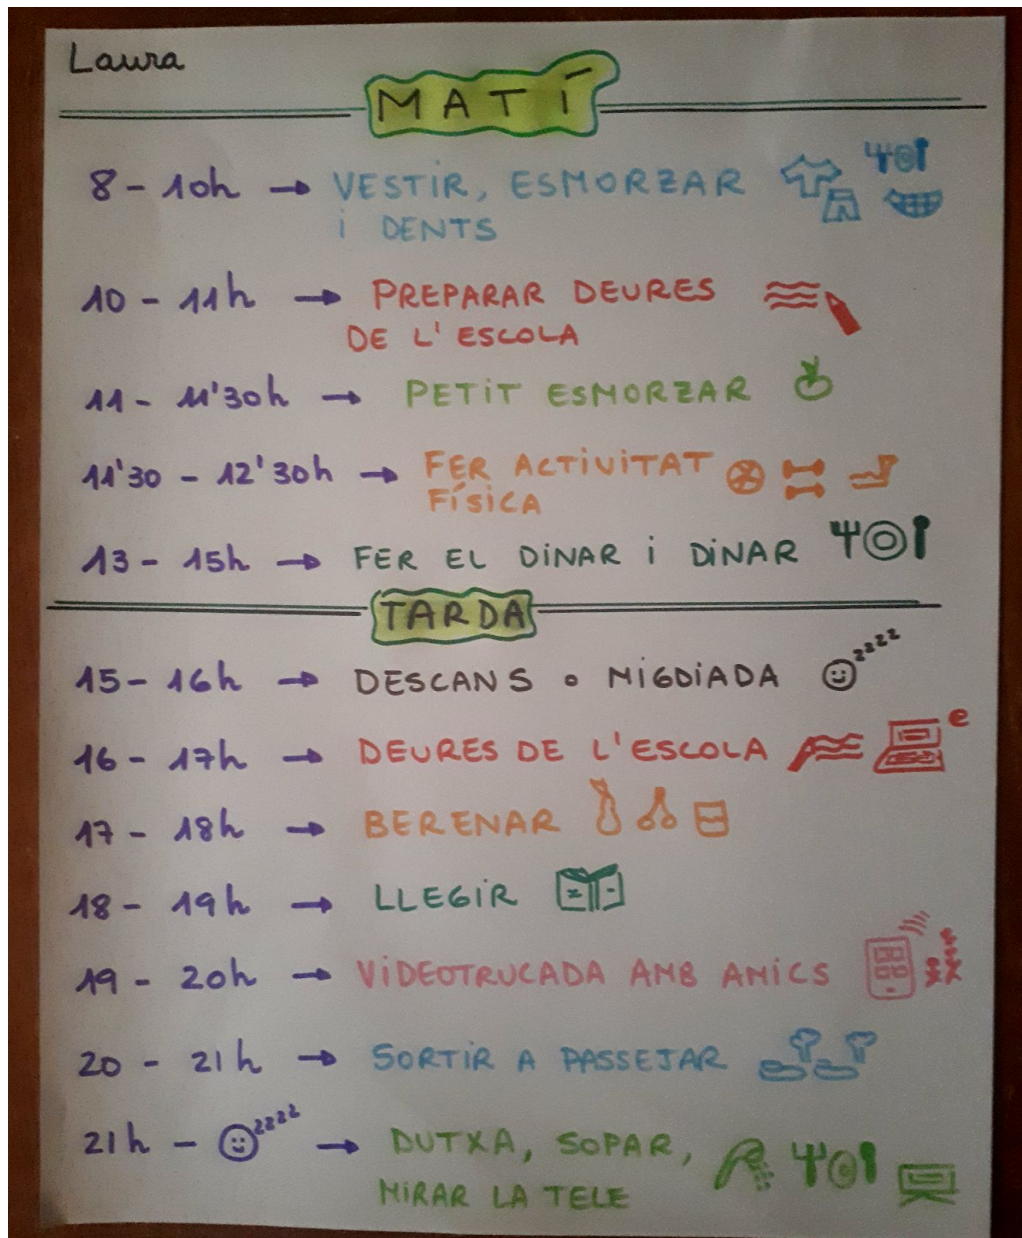 Laura
MATÍ
8 - 10h → VESTIR, ESMORZAR
i DENTS
10 - 11h → PREPARAR DEURES
DE L'ESCOLA
11 - 11'30h → PETIT ESMORZAR
11'30 - 12'30h → FER ACTIVITAT
FÍSICA
13 - 15h → FER EL DINAR i DINAR
TARDA
15 - 16h → DESCANS o MIGDIADA zzzz
16 - 17h → DEURES DE L'ESCOLA e
17 - 18h → BERENAR
18 - 19h → LLEGIR
19 - 20h → VIDEOTRUCADA AMB AMICS
20 - 21h → SORTIR A PASSEJAR
21h - zzzz → DUTXA, SOPAR,
MIRAR LA TELE